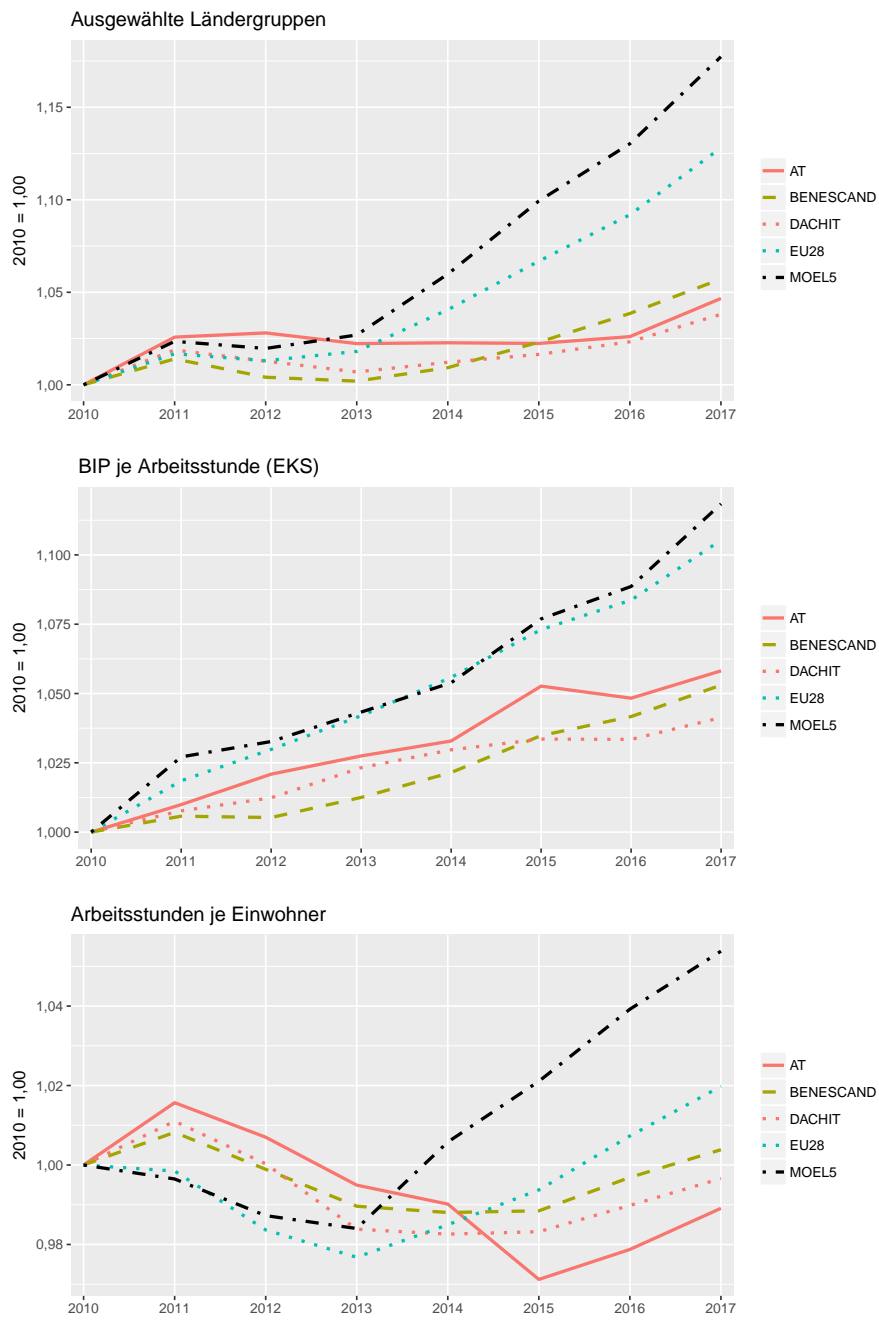 Ausgewählte Ländergruppen
1,15
1,10
1,05
1,00
2010 = 1,00
2010 2011 2012 2013 2014 2015 2016 2017
AT
BENESCAND
DACHIT
EU28
MOEL5
BIP je Arbeitsstunde (EKS)
1,100
1,075
1,050
1,025
1,000
2010 = 1,00
2010 2011 2012 2013 2014 2015 2016 2017
AT
BENESCAND
DACHIT
EU28
MOEL5
Arbeitsstunden je Einwohner
1,04
1,02
1,00
0,98
2010 = 1,00
2010 2011 2012 2013 2014 2015 2016 2017
AT
BENESCAND
DACHIT
EU28
MOEL5